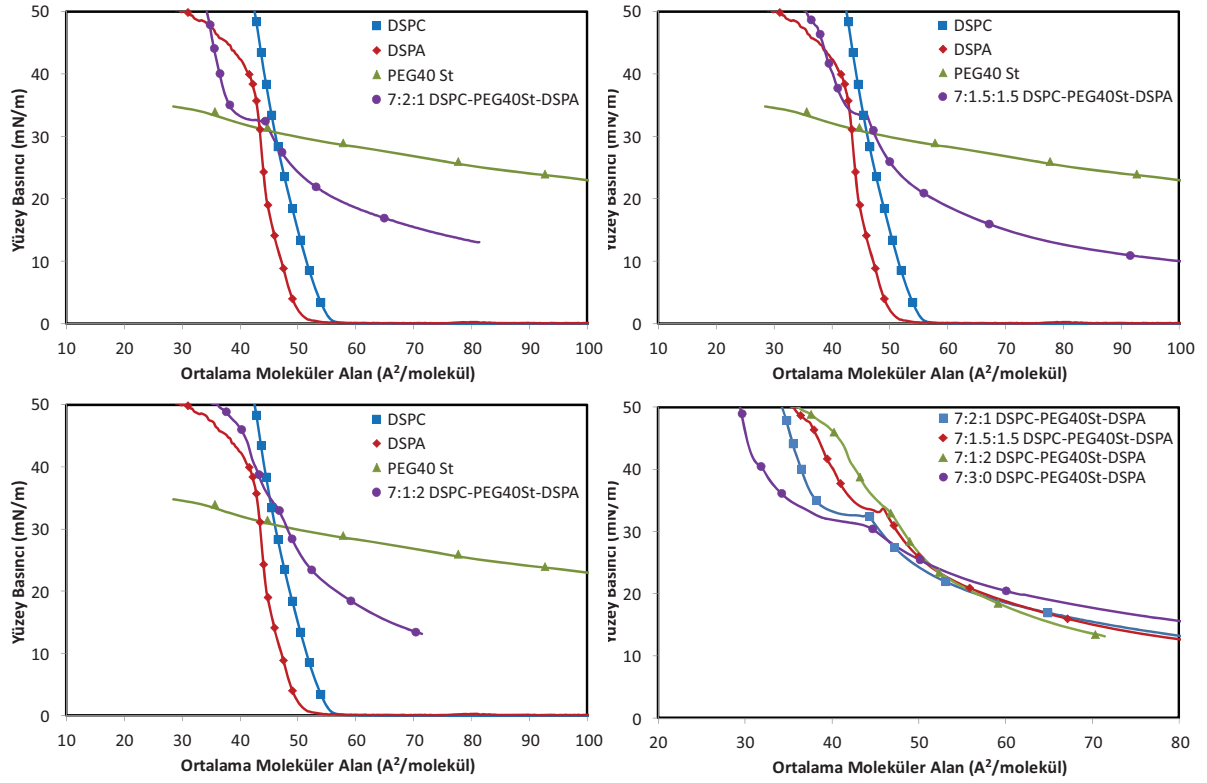 50
40
30
20
10
0
Yüzey Basıncı (mN/m)
DSPC
DSPA
PEG40 St
7:2:1 DSPC-PEG40St-DSPA
10 20 30 40 50 60 70 80 90 100
Ortalama Moleküler Alan (A²/molekül)
50
40
30
20
10
0
Yüzey Basıncı (mN/m)
DSPC
DSPA
PEG40 St
7:1.5:1.5 DSPC-PEG40St-DSPA
10 20 30 40 50 60 70 80 90 100
Ortalama Moleküler Alan (A²/molekül)
50
40
30
20
10
0
Yüzey Basıncı (mN/m)
DSPC
DSPA
PEG40 St
7:1:2 DSPC-PEG40St-DSPA
10 20 30 40 50 60 70 80 90 100
Ortalama Moleküler Alan (A²/molekül)
50
40
30
20
10
0
Yüzey Basıncı (mN/m)
7:2:1 DSPC-PEG40St-DSPA
7:1.5:1.5 DSPC-PEG40St-DSPA
7:1:2 DSPC-PEG40St-DSPA
7:3:0 DSPC-PEG40St-DSPA
20 30 40 50 60 70 80
Ortalama Moleküler Alan (A²/molekül)